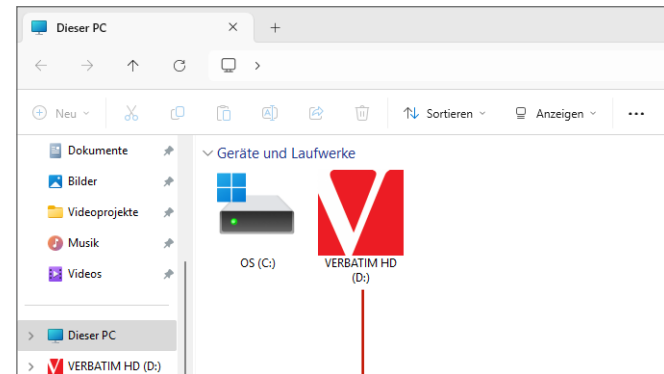 Dieser PC
Neu
Sortieren
Anzeigen
Dokumente
Bilder
Videoprojekte
Musik
Videos
Dieser PC
VERBATIM HD (D:)
Geräte und Laufwerke
OS (C:)
VERBATIM HD
(D:)